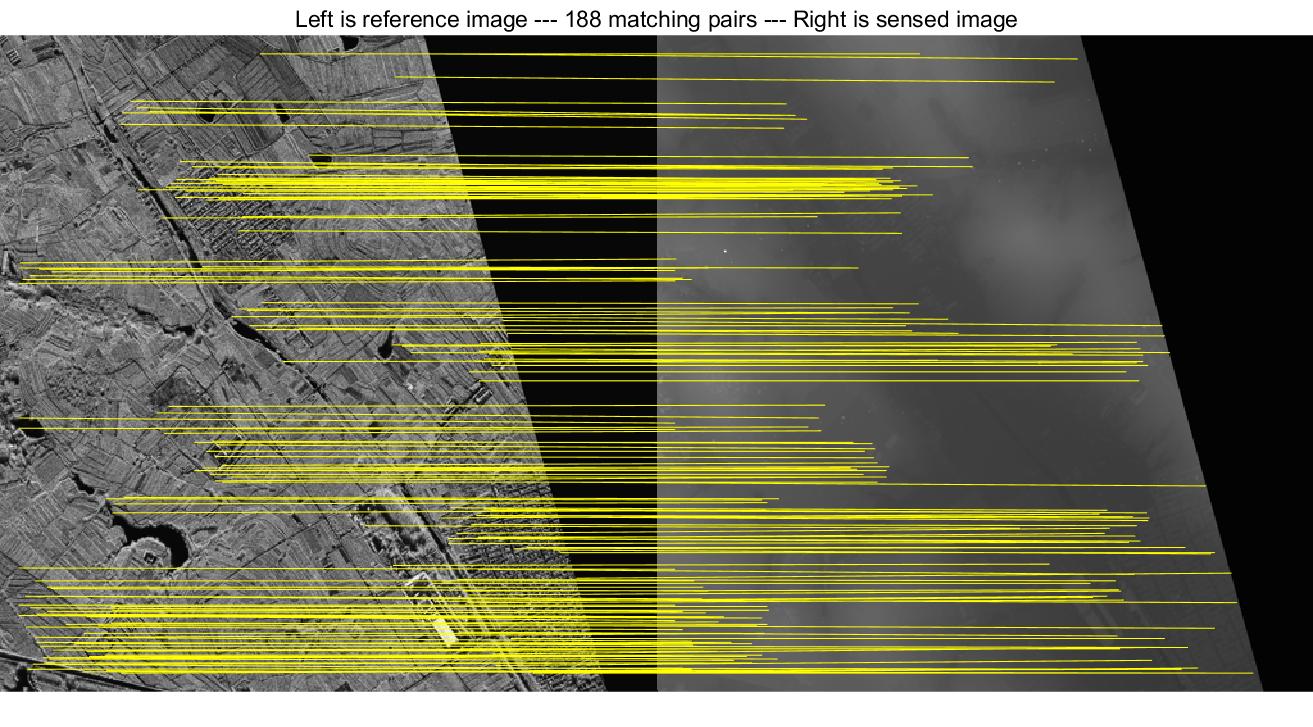 Left is reference image --- 188 matching pairs --- Right is sensed image